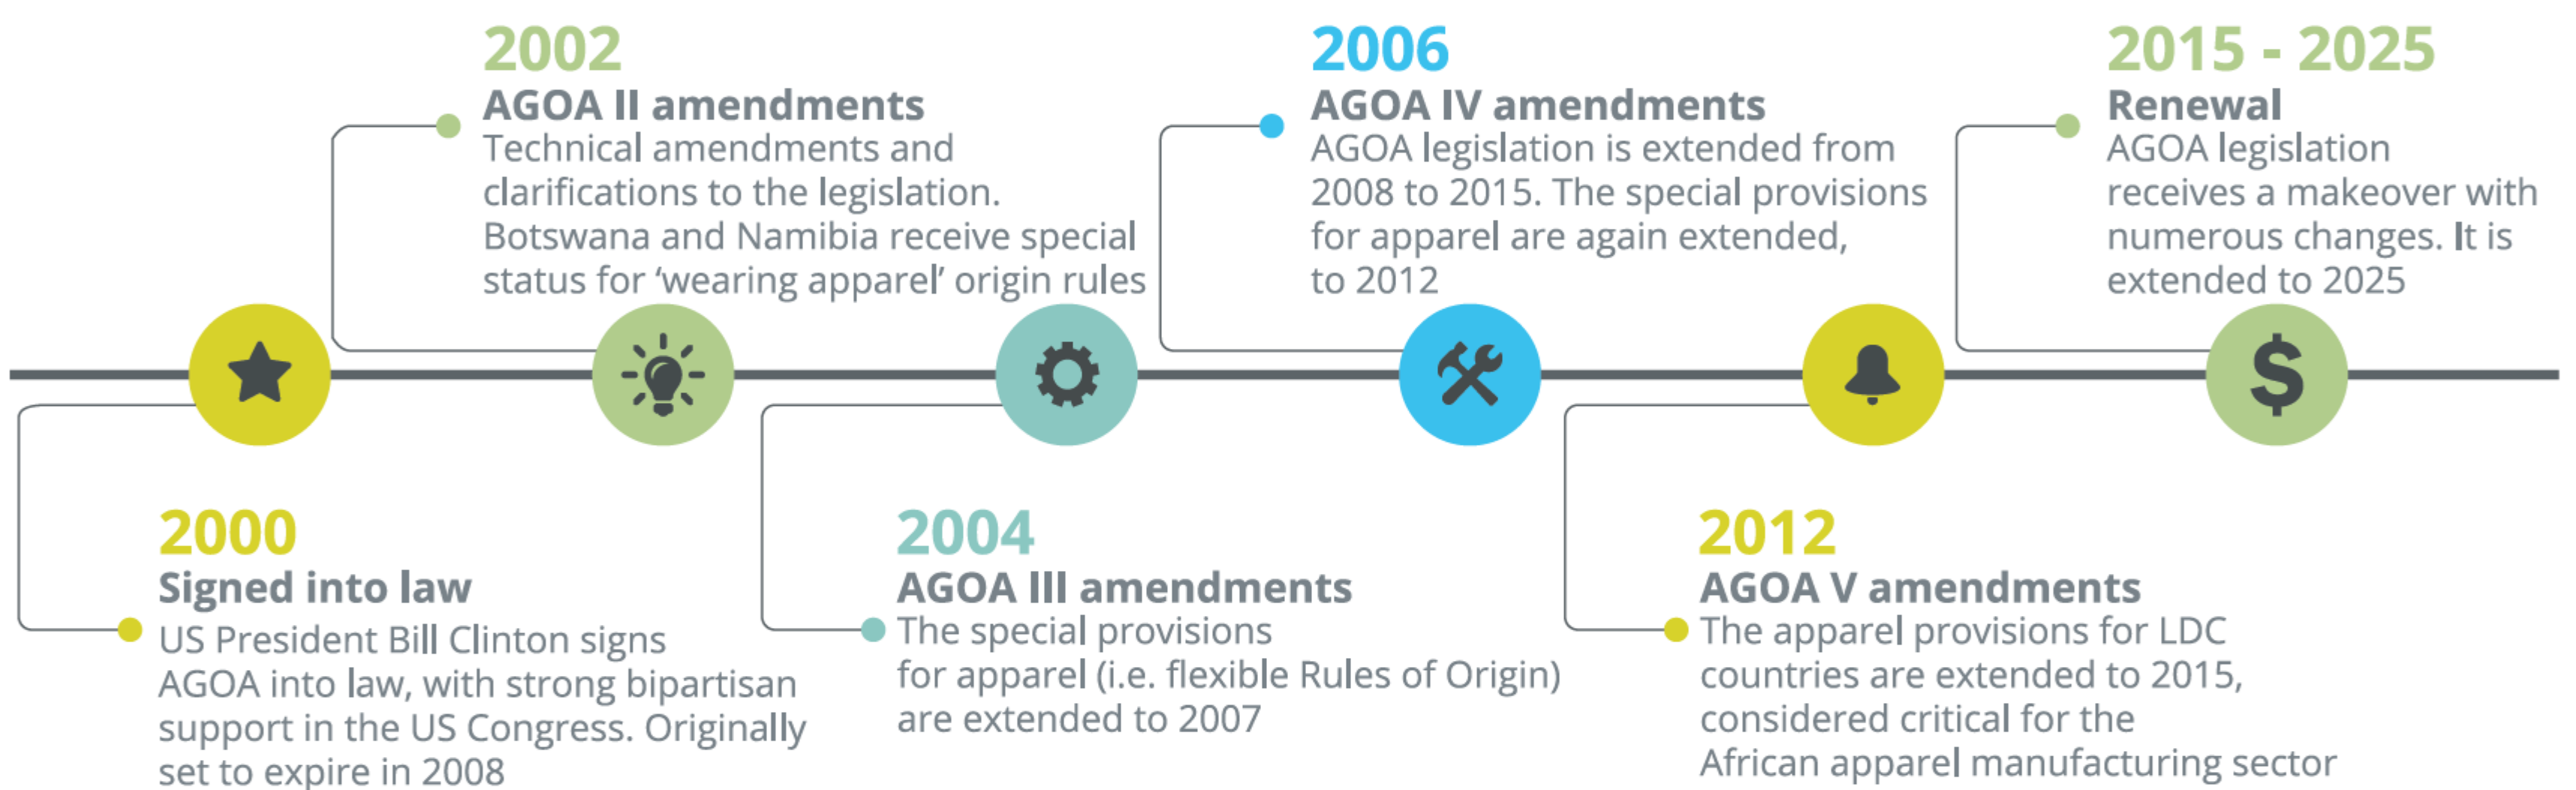 2000
Signed into law
US President Bill Clinton signs
AGOA into law, with strong bipartisan
support in the US Congress. Originally
set to expire in 2008
2002
AGOA II amendments
Technical amendments and
clarifications to the legislation.
Botswana and Namibia receive special
status for ‘wearing apparel’ origin rules
2004
AGOA III amendments
The special provisions
for apparel (i.e. flexible Rules of Origin)
are extended to 2007
2006
AGOA IV amendments
AGOA legislation is extended from
2008 to 2015. The special provisions
for apparel are again extended,
to 2012
2012
AGOA V amendments
The apparel provisions for LDC
countries are extended to 2015,
considered critical for the
African apparel manufacturing sector
2015 - 2025
Renewal
AGOA legislation
receives a makeover with
numerous changes. It is
extended to 2025
$